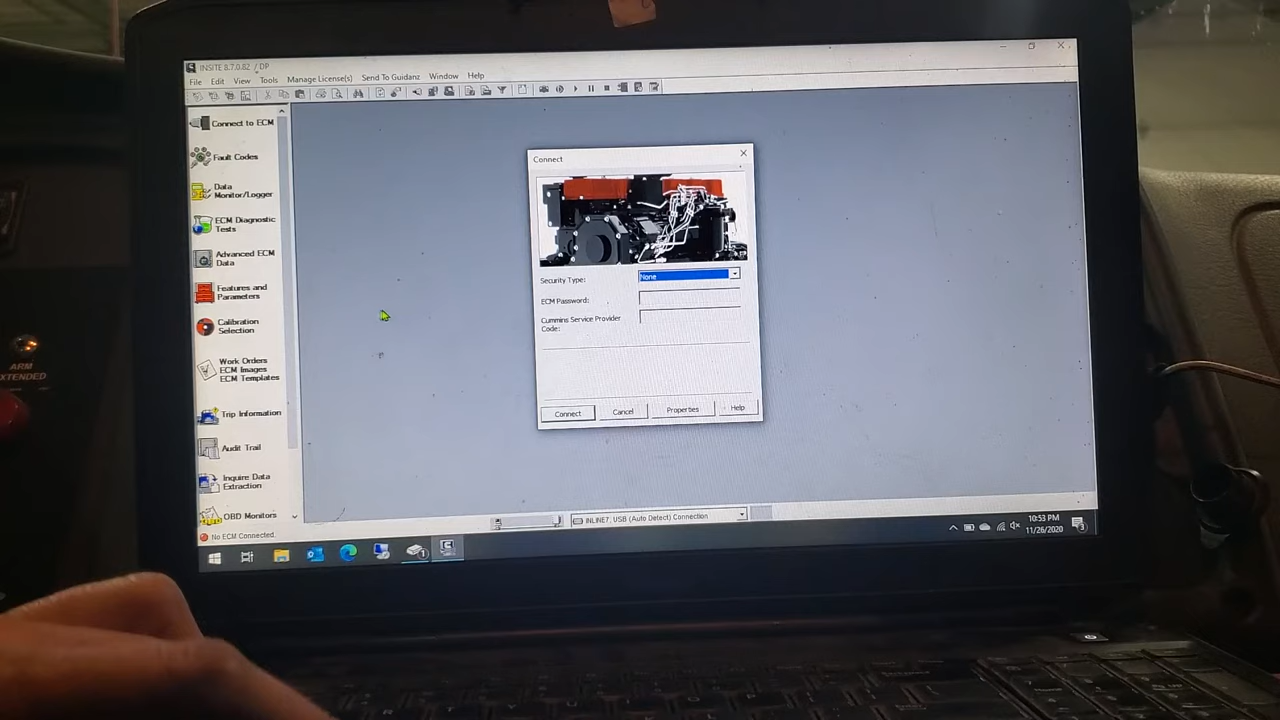 INSITE 8.7.0.82 / DP
File Edit View Tools Manage License(s) Send To Guidanz Window Help
Connect to ECM
Fault Codes
Data
Monitor/Logger
ECM Diagnostic
Tests
Advanced ECM
Data
Features and
Parameters
Calibration
Selection
Work Orders
ECM Images
ECM Templates
Trip Information
Audit Trail
Inquire Data
Extraction
OBD Monitors
No ECM Connected.
Connect
Security Type:
None
ECM Password:
Cummins Service Provider
Code:
Connect Cancel Properties Help
INLINE7, USB (Auto Detect) Connection
10:53 PM
11/26/2020
ARM
EXTENDED